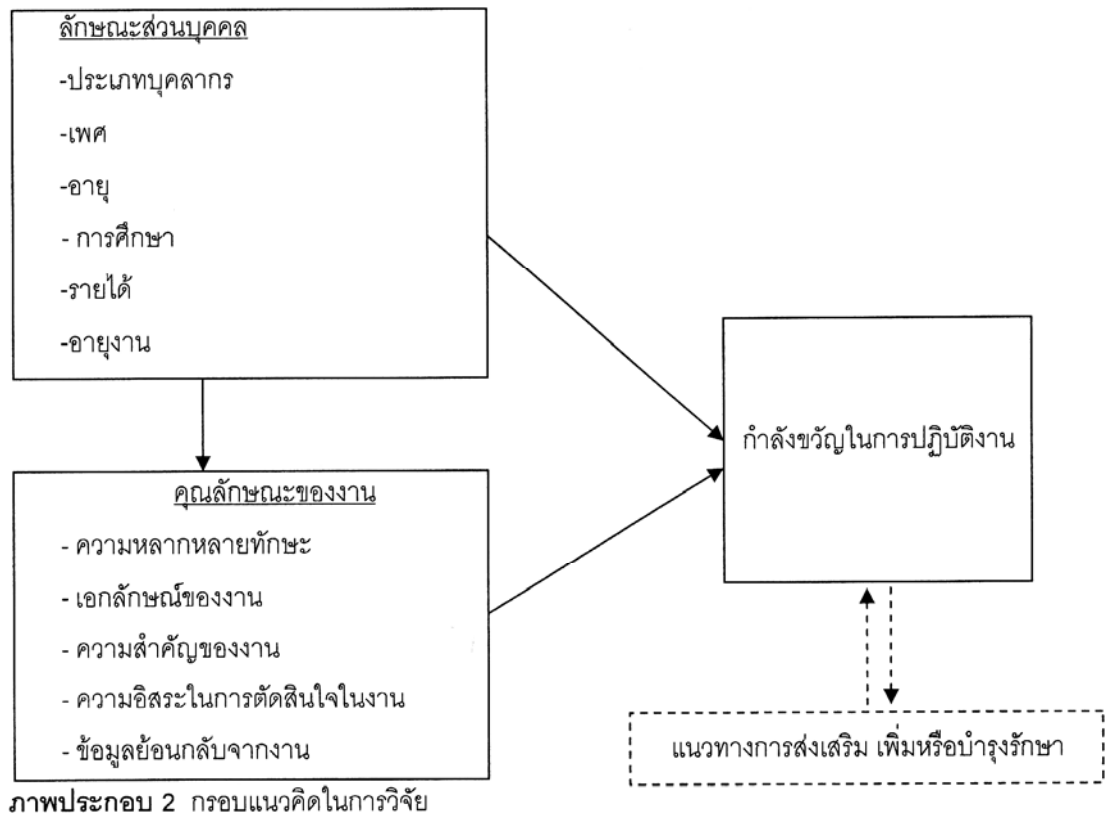 ลักษณะส่วนบุคคล
-ประเภทบุคลากร
-เพศ
-อายุ
- การศึกษา
-รายได้
-อายุงาน
คุณลักษณะของงาน
- ความหลากหลายทักษะ
- เอกลักษณ์ของงาน
- ความสำคัญของงาน
- ความอิสระในการตัดสินใจในงาน
- ข้อมูลย้อนกลับจากงาน
กำลังขวัญในการปฏิบัติงาน
แนวทางการส่งเสริม เพิ่มหรือบำรุงรักษา
ภาพประกอบ 2 กรอบแนวคิดในการวิจัย